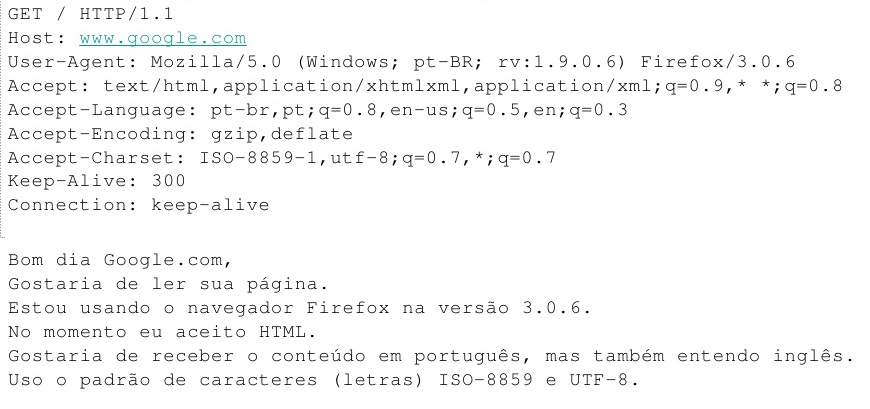 GET / HTTP/1.1
Host: www.google.com
User-Agent: Mozilla/5.0 (Windows; pt-BR; rv:1.9.0.6) Firefox/3.0.6
Accept: text/html,application/xhtmlxml,application/xml;q=0.9,* *;q=0.8
Accept-Language: pt-br,pt;q=0.8,en-us;q=0.5,en;q=0.3
Accept-Encoding: gzip,deflate
Accept-Charset: ISO-8859-1,utf-8;q=0.7,*;q=0.7
Keep-Alive: 300
Connection: keep-alive
Bom dia Google.com,
Gostaria de ler sua página.
Estou usando o navegador Firefox na versão 3.0.6.
No momento eu aceito HTML.
Gostaria de receber o conteúdo em português, mas também entendo inglês.
Uso o padrão de caracteres (letras) ISO-8859 e UTF-8.